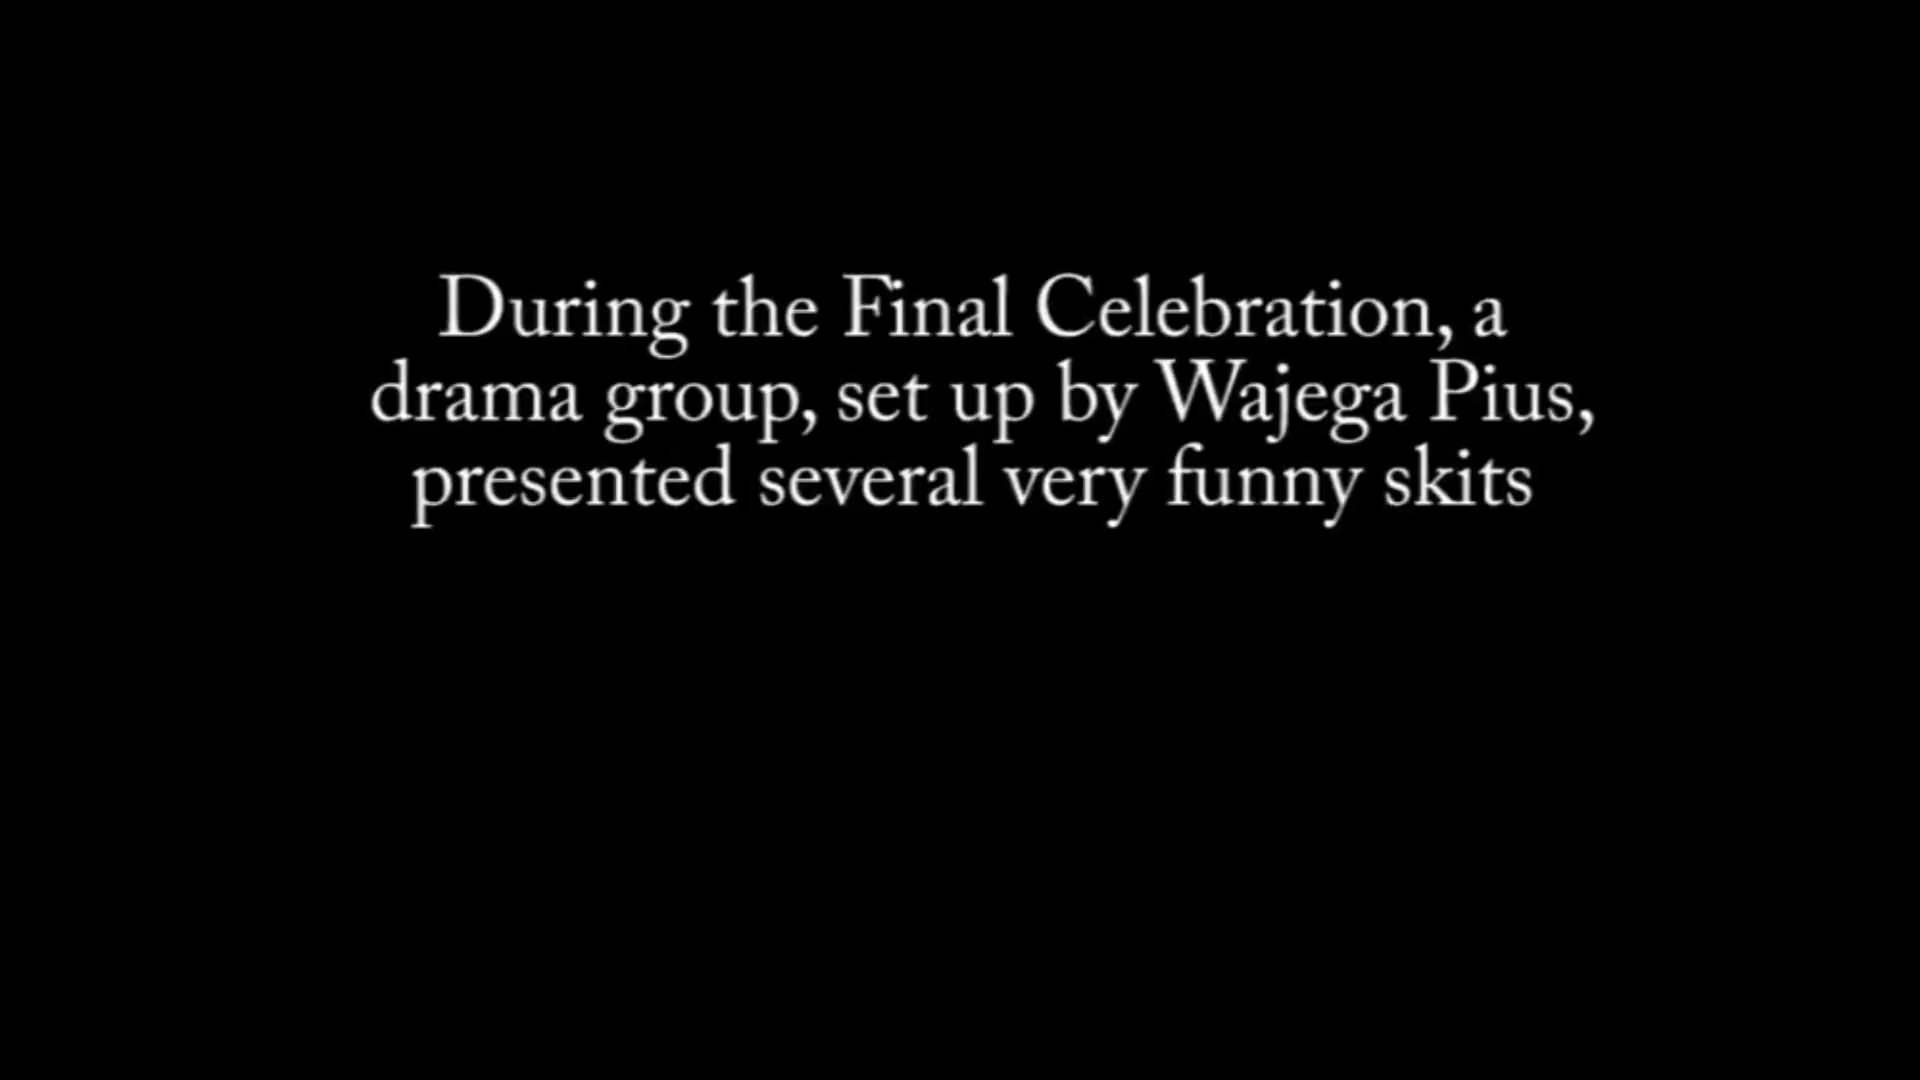 During the Final Celebration, a
drama group, set up by Wajega Pius,
presented several very funny skits